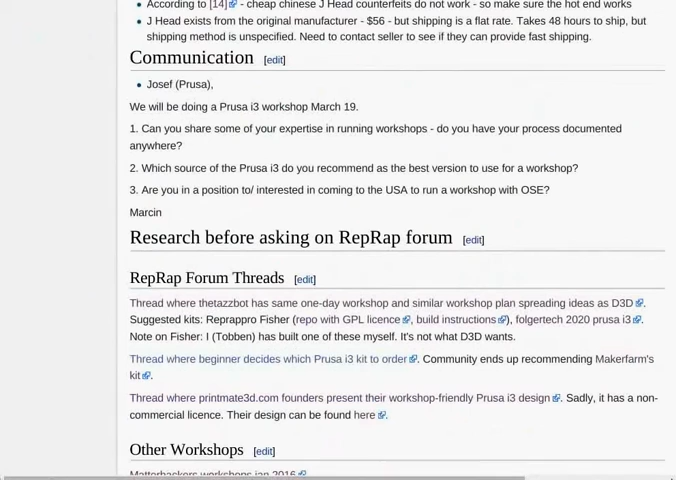 According to [14] - cheap chinese J Head counterfeits do not work - so make sure the hot end works
J Head exists from the original manufacturer - $56 - but shipping is a flat rate. Takes 48 hours to ship, but
shipping method is unspecified. Need to contact seller to see if they can provide fast shipping.
Communication [edit]
Josef (Prusa),
We will be doing a Prusa i3 workshop March 19.
1. Can you share some of your expertise in running workshops - do you have your process documented
anywhere?
2. Which source of the Prusa i3 do you recommend as the best version to use for a workshop?
3. Are you in a position to/ interested in coming to the USA to run a workshop with OSE?
Marcin
Research before asking on RepRap forum [edit]
RepRap Forum Threads [edit]
Thread where thetazzbot has same one-day workshop and similar workshop plan spreading ideas as D3D.
Suggested kits: Reprappro Fisher (repo with GPL licence, build instructions), folgertech 2020 prusa i3.
Note on Fisher: I (Tobben) has built one of these myself. It's not what D3D wants.
Thread where beginner decides which Prusa i3 kit to order. Community ends up recommending Makerfarm's
kit.
Thread where printmate3d.com founders present their workshop-friendly Prusa i3 design. Sadly, it has a non-
commercial licence. Their design can be found here.
Other Workshops [edit]
Matterhackers workshops jan 2016